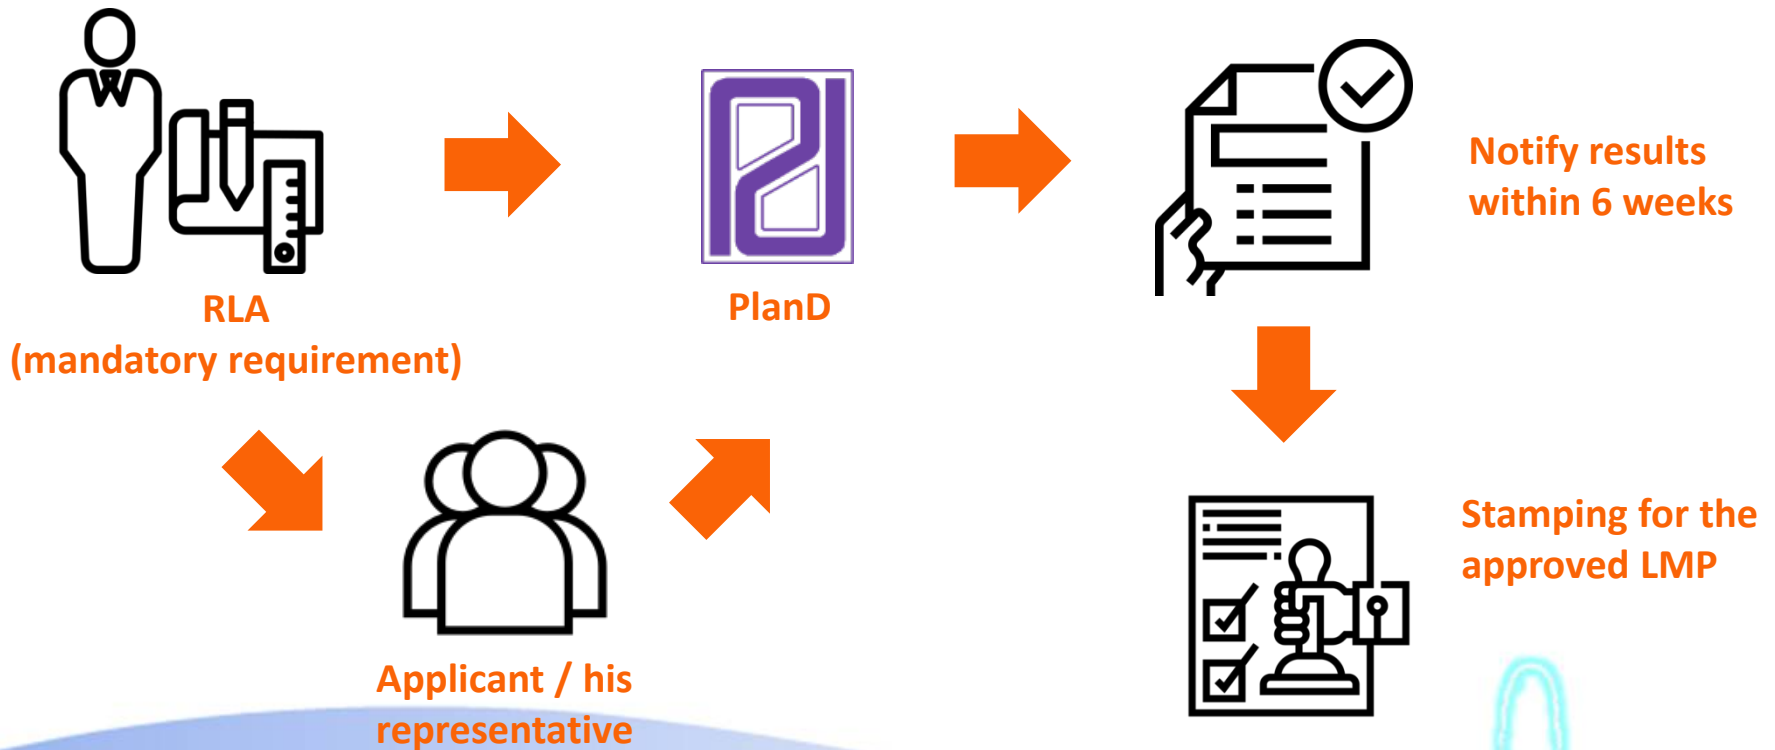 RLA
(mandatory requirement)
PlanD
Notify results
within 6 weeks
Applicant / his
representative
Stamping for the
approved LMP